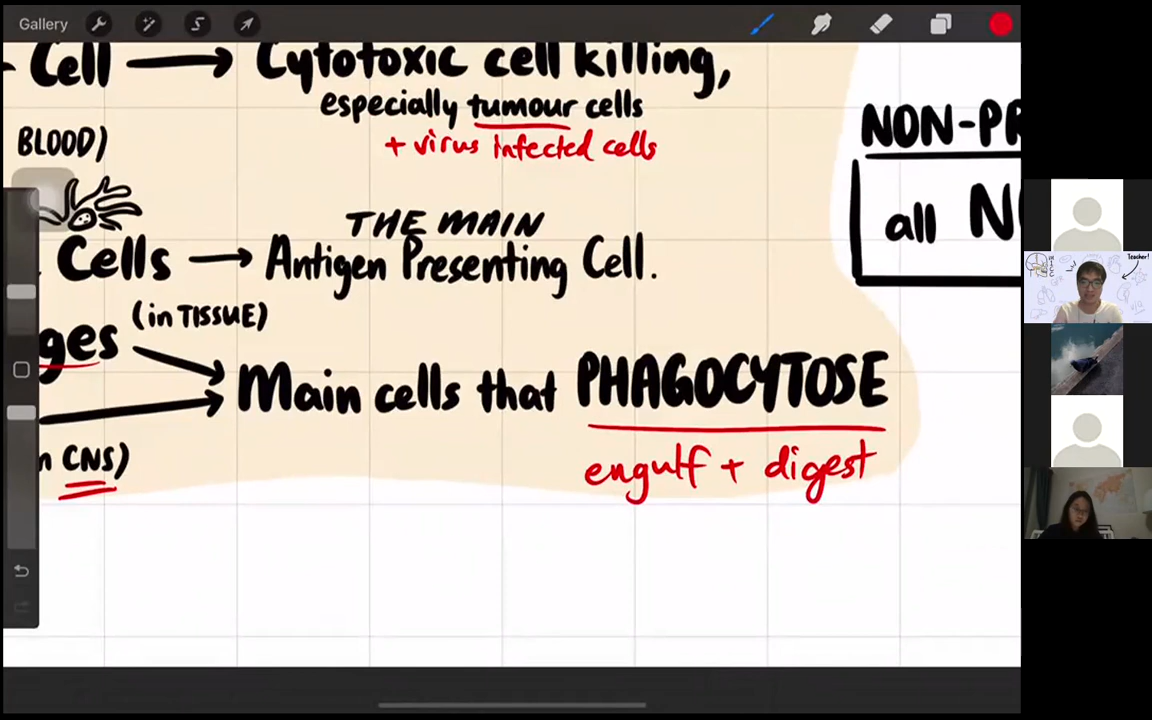 Gallery
Cell → Cytotoxic cell killing,
especially tumour cells
+ virus infected cells
BLOOD)
THE MAIN
Cells → Antigen Presenting Cell.
(in TISSUE)
ges
Main cells that PHAGOCYTOSE
engulf + digest
n CNS)
NON-PR
all N
Teacher!